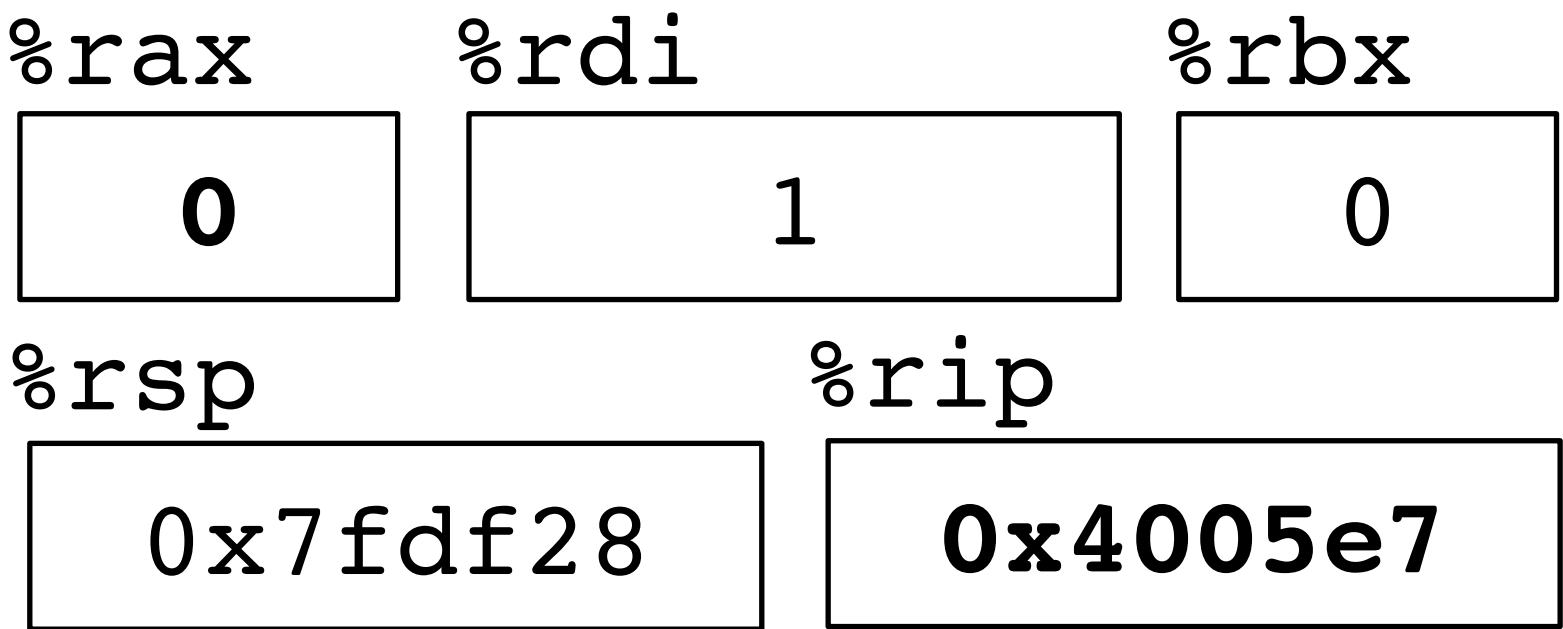 %rax %rdi %rbx
0 1 0
%rsp %rip
0x7fdf28 0x4005e7